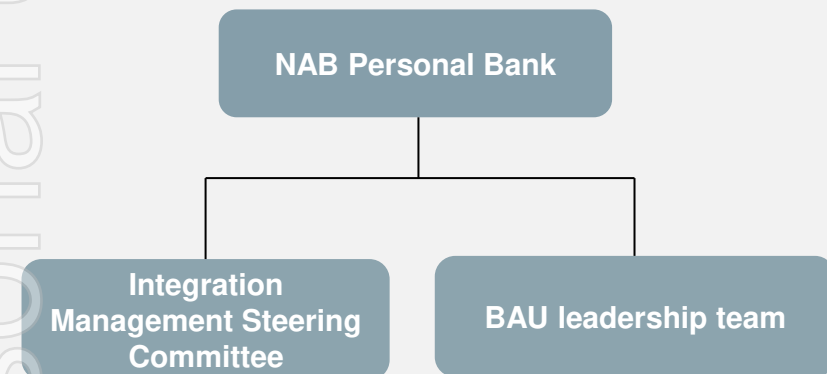 NAB Personal Bank
Integration
Management Steering
Committee
BAU leadership team